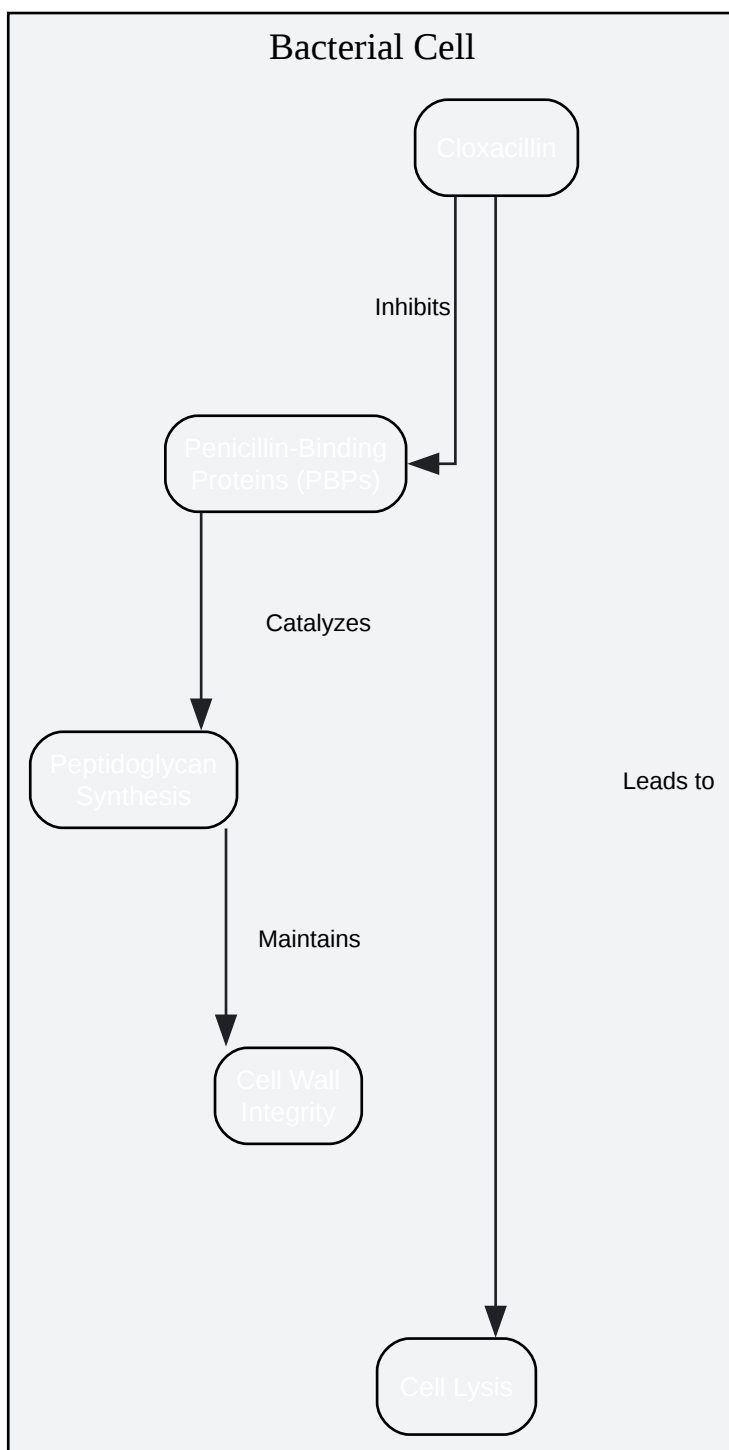 Bacterial Cell
Cloxacillin
Inhibits
Penicillin-Binding
Proteins (PBPs)
Catalyzes
Peptidoglycan
Synthesis
Leads to
Maintains
Cell Wall
Integrity
Cell Lysis